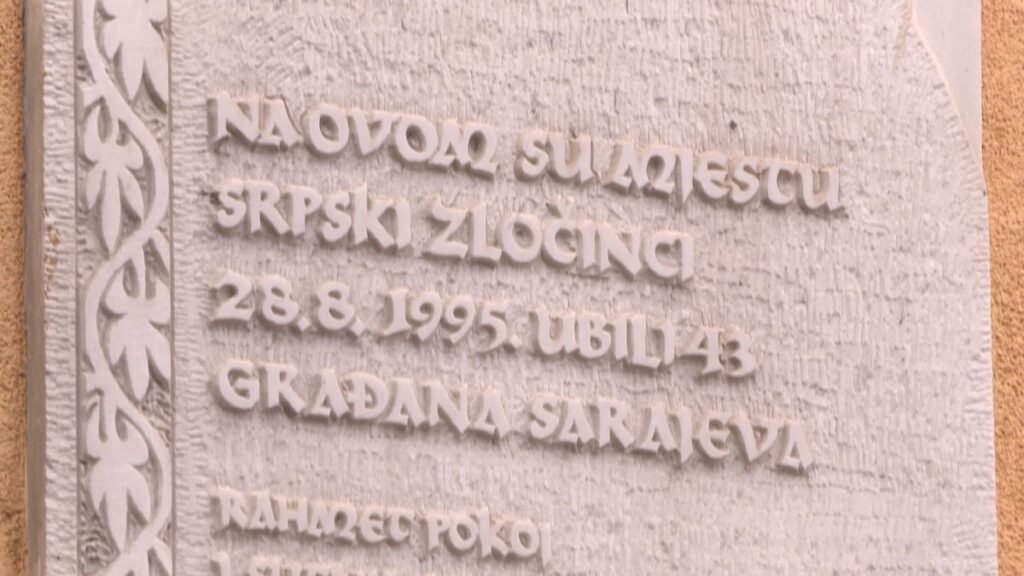 NA OVOM SU MJESTU
SRPSKI ZLOČINCI
28.8.1995. UBILI 43
GRAĐANA SARAJEVA
RAHMET POKOJ